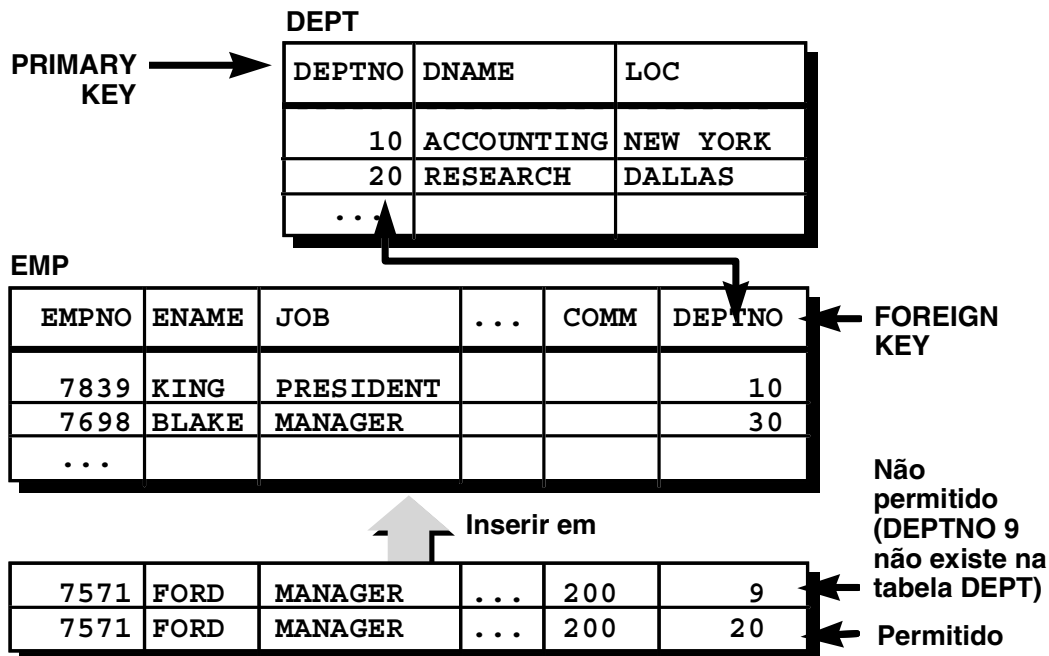 DEPT
PRIMARY
KEY
DEPTNO DNAME LOC
10 ACCOUNTING NEW YORK
20 RESEARCH DALLAS
...
EMP
EMPNO ENAME JOB ... COMM DEPTNO
FOREIGN
KEY
7839 KING PRESIDENT 10
7698 BLAKE MANAGER 30
...
Inserir em
Não
permitido
(DEPTNO 9
não existe na
tabela DEPT)
7571 FORD MANAGER ... 200 9
7571 FORD MANAGER ... 200 20
Permitido